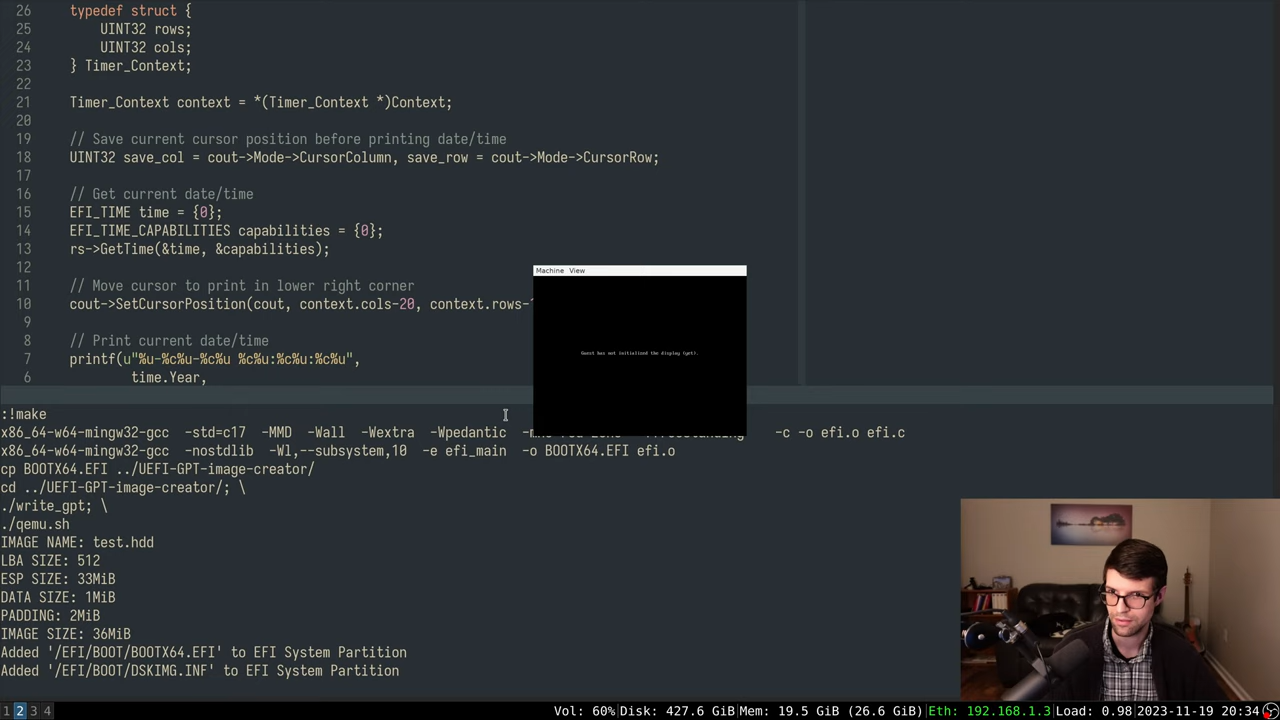 26 typedef struct {
25 UINT32 rows;
24 UINT32 cols;
23 } Timer_Context;
22
21 Timer_Context context = *(Timer_Context *)Context;
20
19 // Save current cursor position before printing date/time
18 UINT32 save_col = cout->Mode->CursorColumn, save_row = cout->Mode->CursorRow;
17
16 // Get current date/time
15 EFI_TIME time = {0};
14 EFI_TIME_CAPABILITIES capabilities = {0};
13 rs->GetTime(&time, &capabilities);
12
11 // Move cursor to print in lower right corner
10 cout->SetCursorPosition(cout, context.cols-20, context.rows-
9
8 // Print current date/time
7 printf(u"%u-%c%u-%c%u %c%u:%c%u:%c%u",
6 time.Year,
Machine View
Guest has not initialized the display (yet).
:!make
x86_64-w64-mingw32-gcc -std=c17 -MMD -Wall -Wextra -Wpedantic -c -o efi.o efi.c
x86_64-w64-mingw32-gcc -nostdlib -Wl,--subsystem,10 -e efi_main -o BOOTX64.EFI efi.o
cp BOOTX64.EFI ../UEFI-GPT-image-creator/
cd ../UEFI-GPT-image-creator/; \
./write_gpt; \
./qemu.sh
IMAGE NAME: test.hdd
LBA SIZE: 512
ESP SIZE: 33MiB
DATA SIZE: 1MiB
PADDING: 2MiB
IMAGE SIZE: 36MiB
Added '/EFI/BOOT/BOOTX64.EFI' to EFI System Partition
Added '/EFI/BOOT/DSKIMG.INF' to EFI System Partition
1 2 3 4 Vol: 60%|Disk: 427.6 GiB|Mem: 19.5 GiB (26.6 GiB)|Eth: 192.168.1.3|Load: 0.98|2023-11-19 20:34